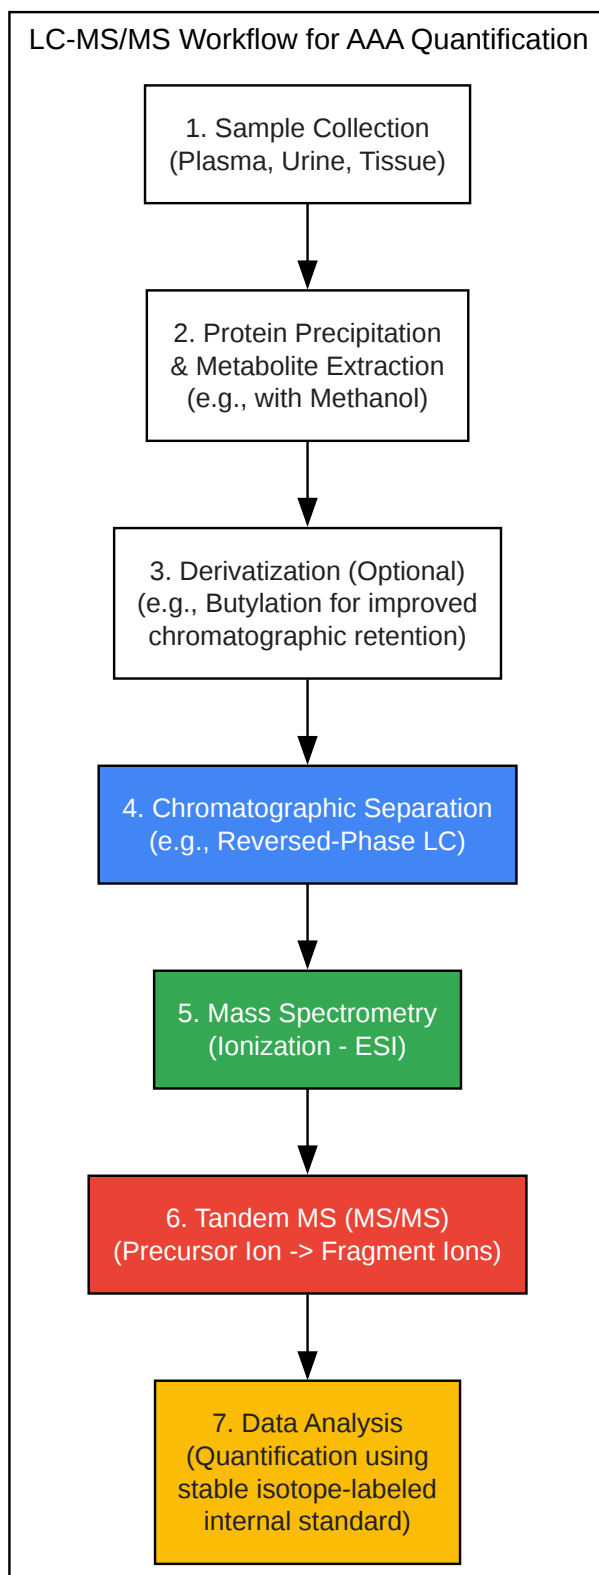 LC-MS/MS Workflow for AAA Quantification
1. Sample Collection
(Plasma, Urine, Tissue)
2. Protein Precipitation
& Metabolite Extraction
(e.g., with Methanol)
3. Derivatization (Optional)
(e.g., Butylation for improved
chromatographic retention)
4. Chromatographic Separation
(e.g., Reversed-Phase LC)
5. Mass Spectrometry
(Ionization - ESI)
6. Tandem MS (MS/MS)
(Precursor Ion -> Fragment Ions)
7. Data Analysis
(Quantification using
stable isotope-labeled
internal standard)